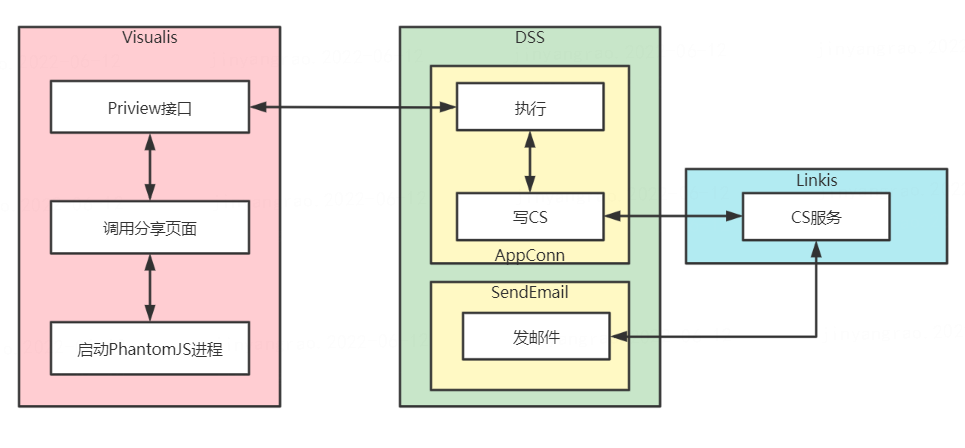 Visualis
Priview接口
调用分享页面
启动PhantomJS进程
DSS
执行
写CS
AppConn
SendEmail
发邮件
Linkis
CS服务